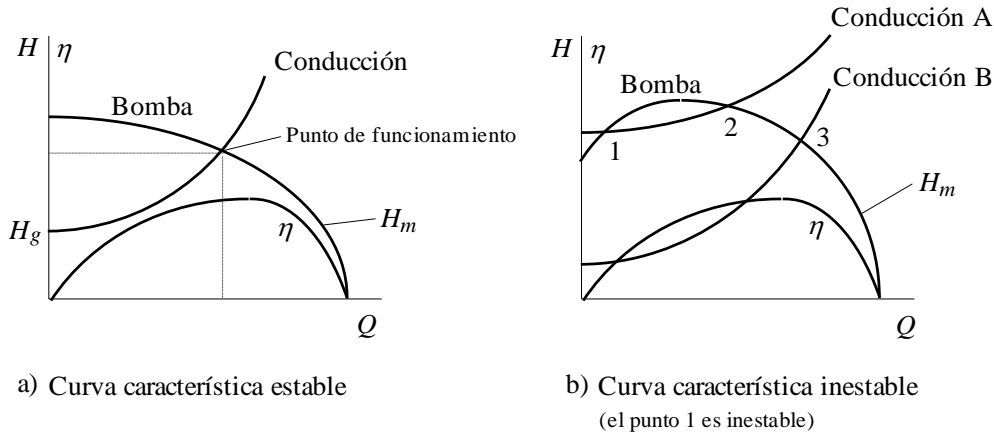 H η
Conducción
Bomba
Punto de funcionamiento
H_g
H_m
η
Q
a) Curva característica estable
Conducción A
H η
Conducción B
Bomba
1
2
3
H_m
η
Q
b) Curva característica inestable
(el punto 1 es inestable)